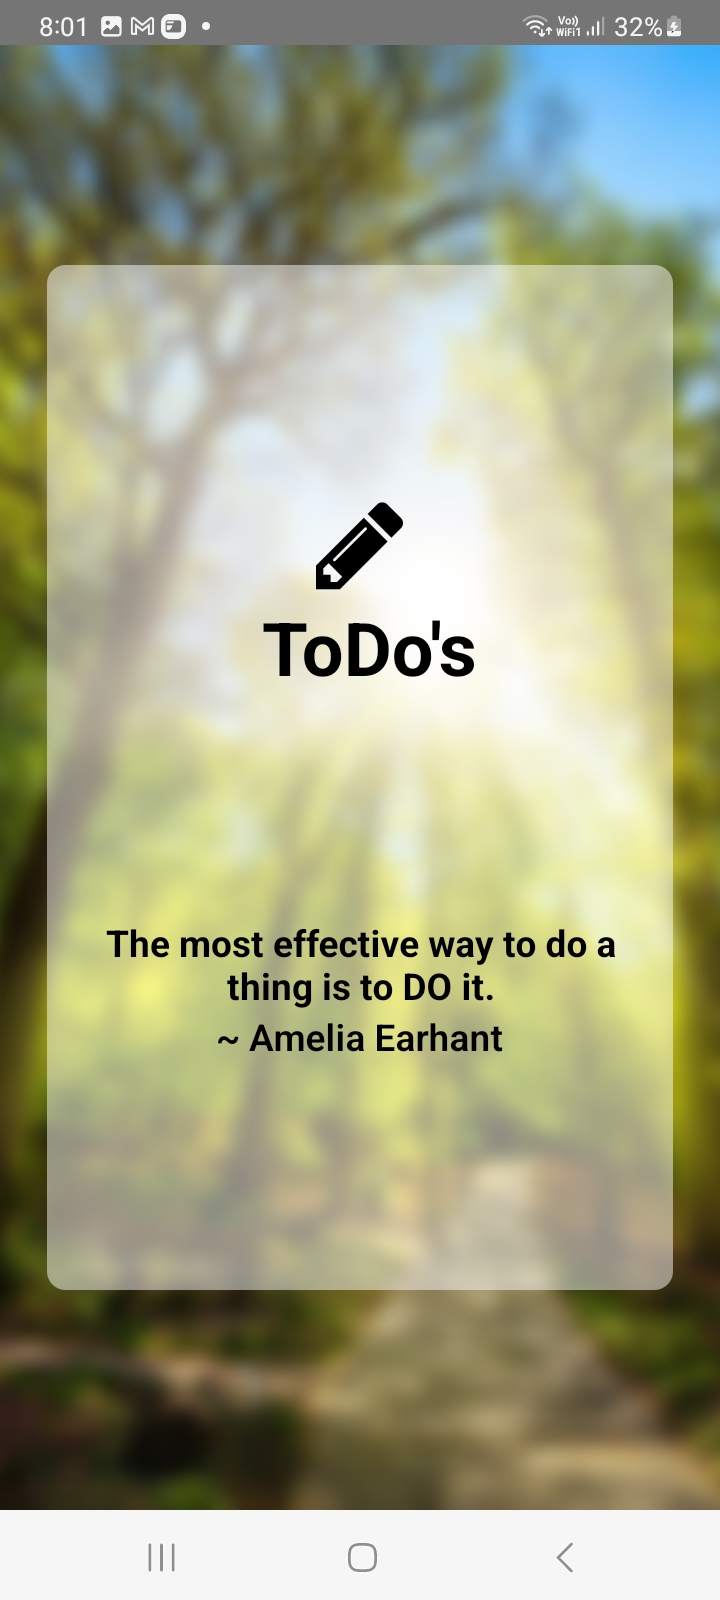 8:01
Vo)) WiFi1 32%
ToDo's
The most effective way to do a
thing is to DO it.
~ Amelia Earhant